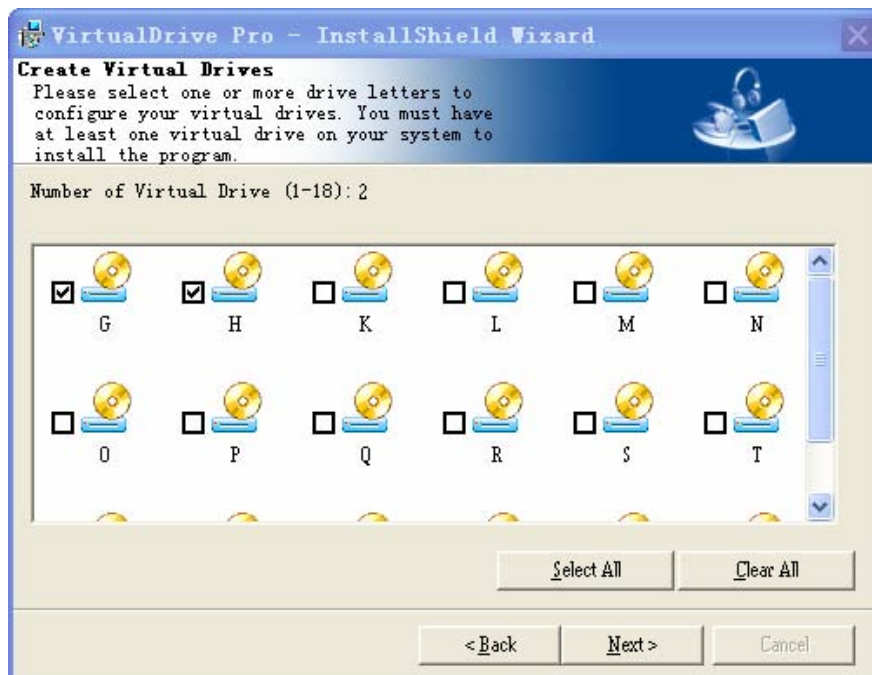 VirtualDrive Pro - InstallShield Wizard
Create Virtual Drives
Please select one or more drive letters to
configure your virtual drives. You must have
at least one virtual drive on your system to
install the program.
Number of Virtual Drive (1-18): 2
G H K L M N
O P Q R S T
Select All Clear All
< Back Next > Cancel